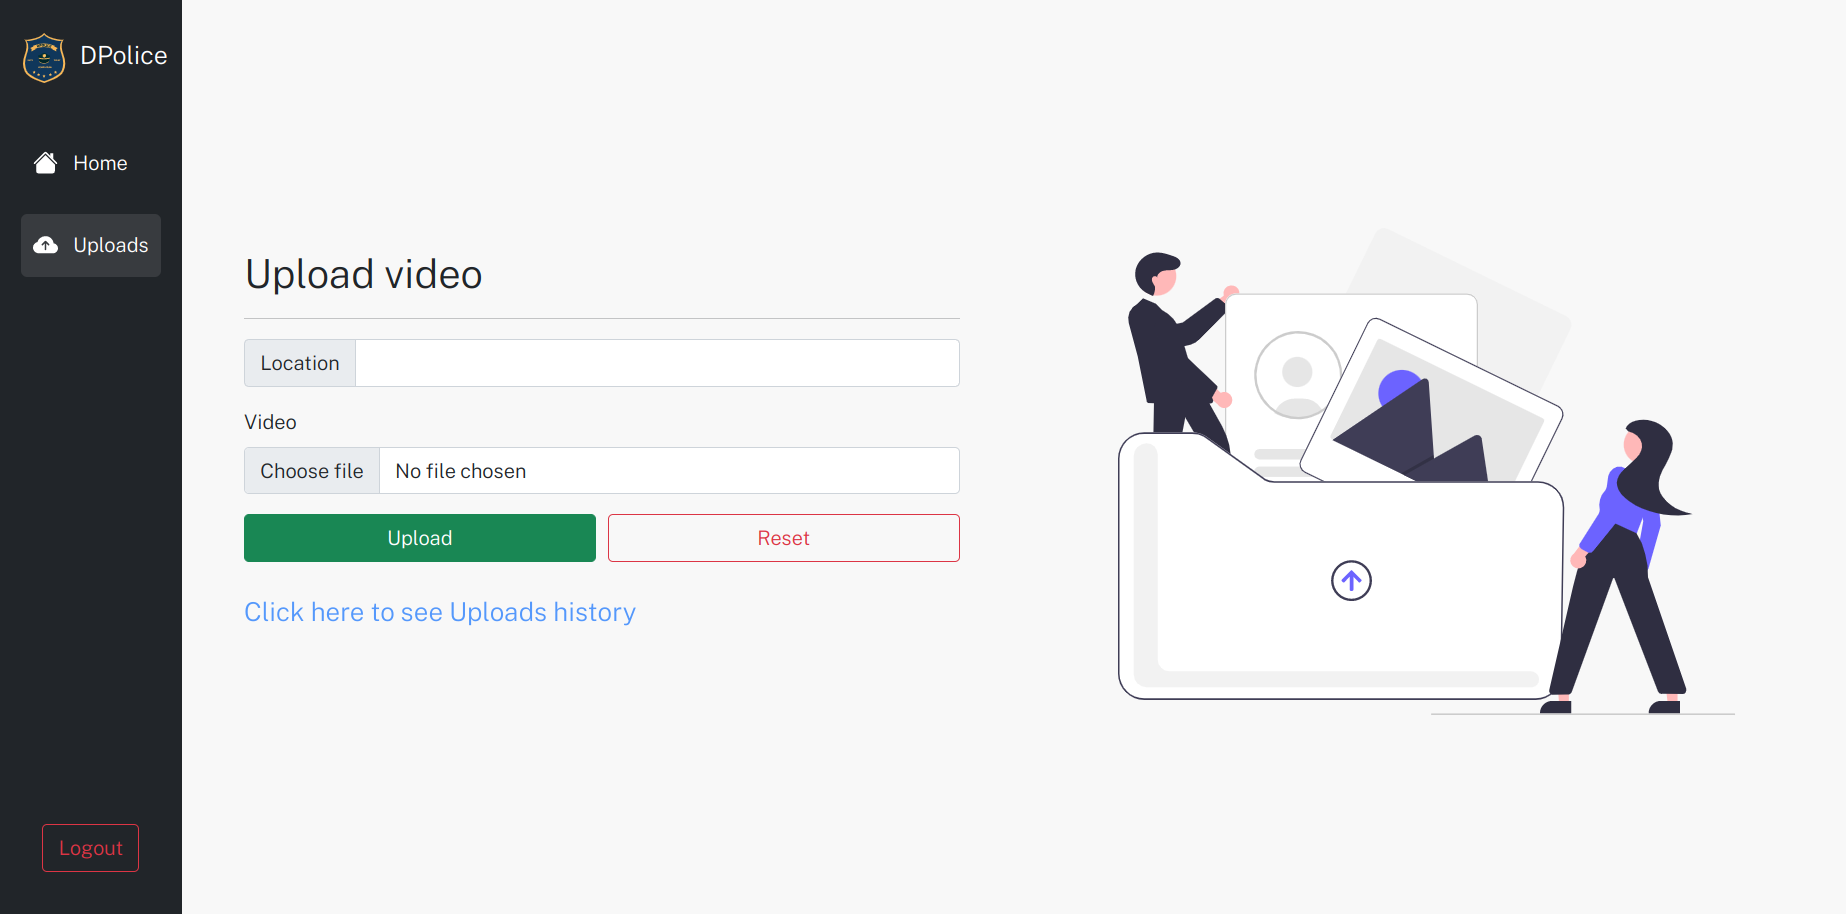 DPolice
Home
Uploads
Logout
Upload video
Location
Video
Choose file No file chosen
Upload Reset
Click here to see Uploads history